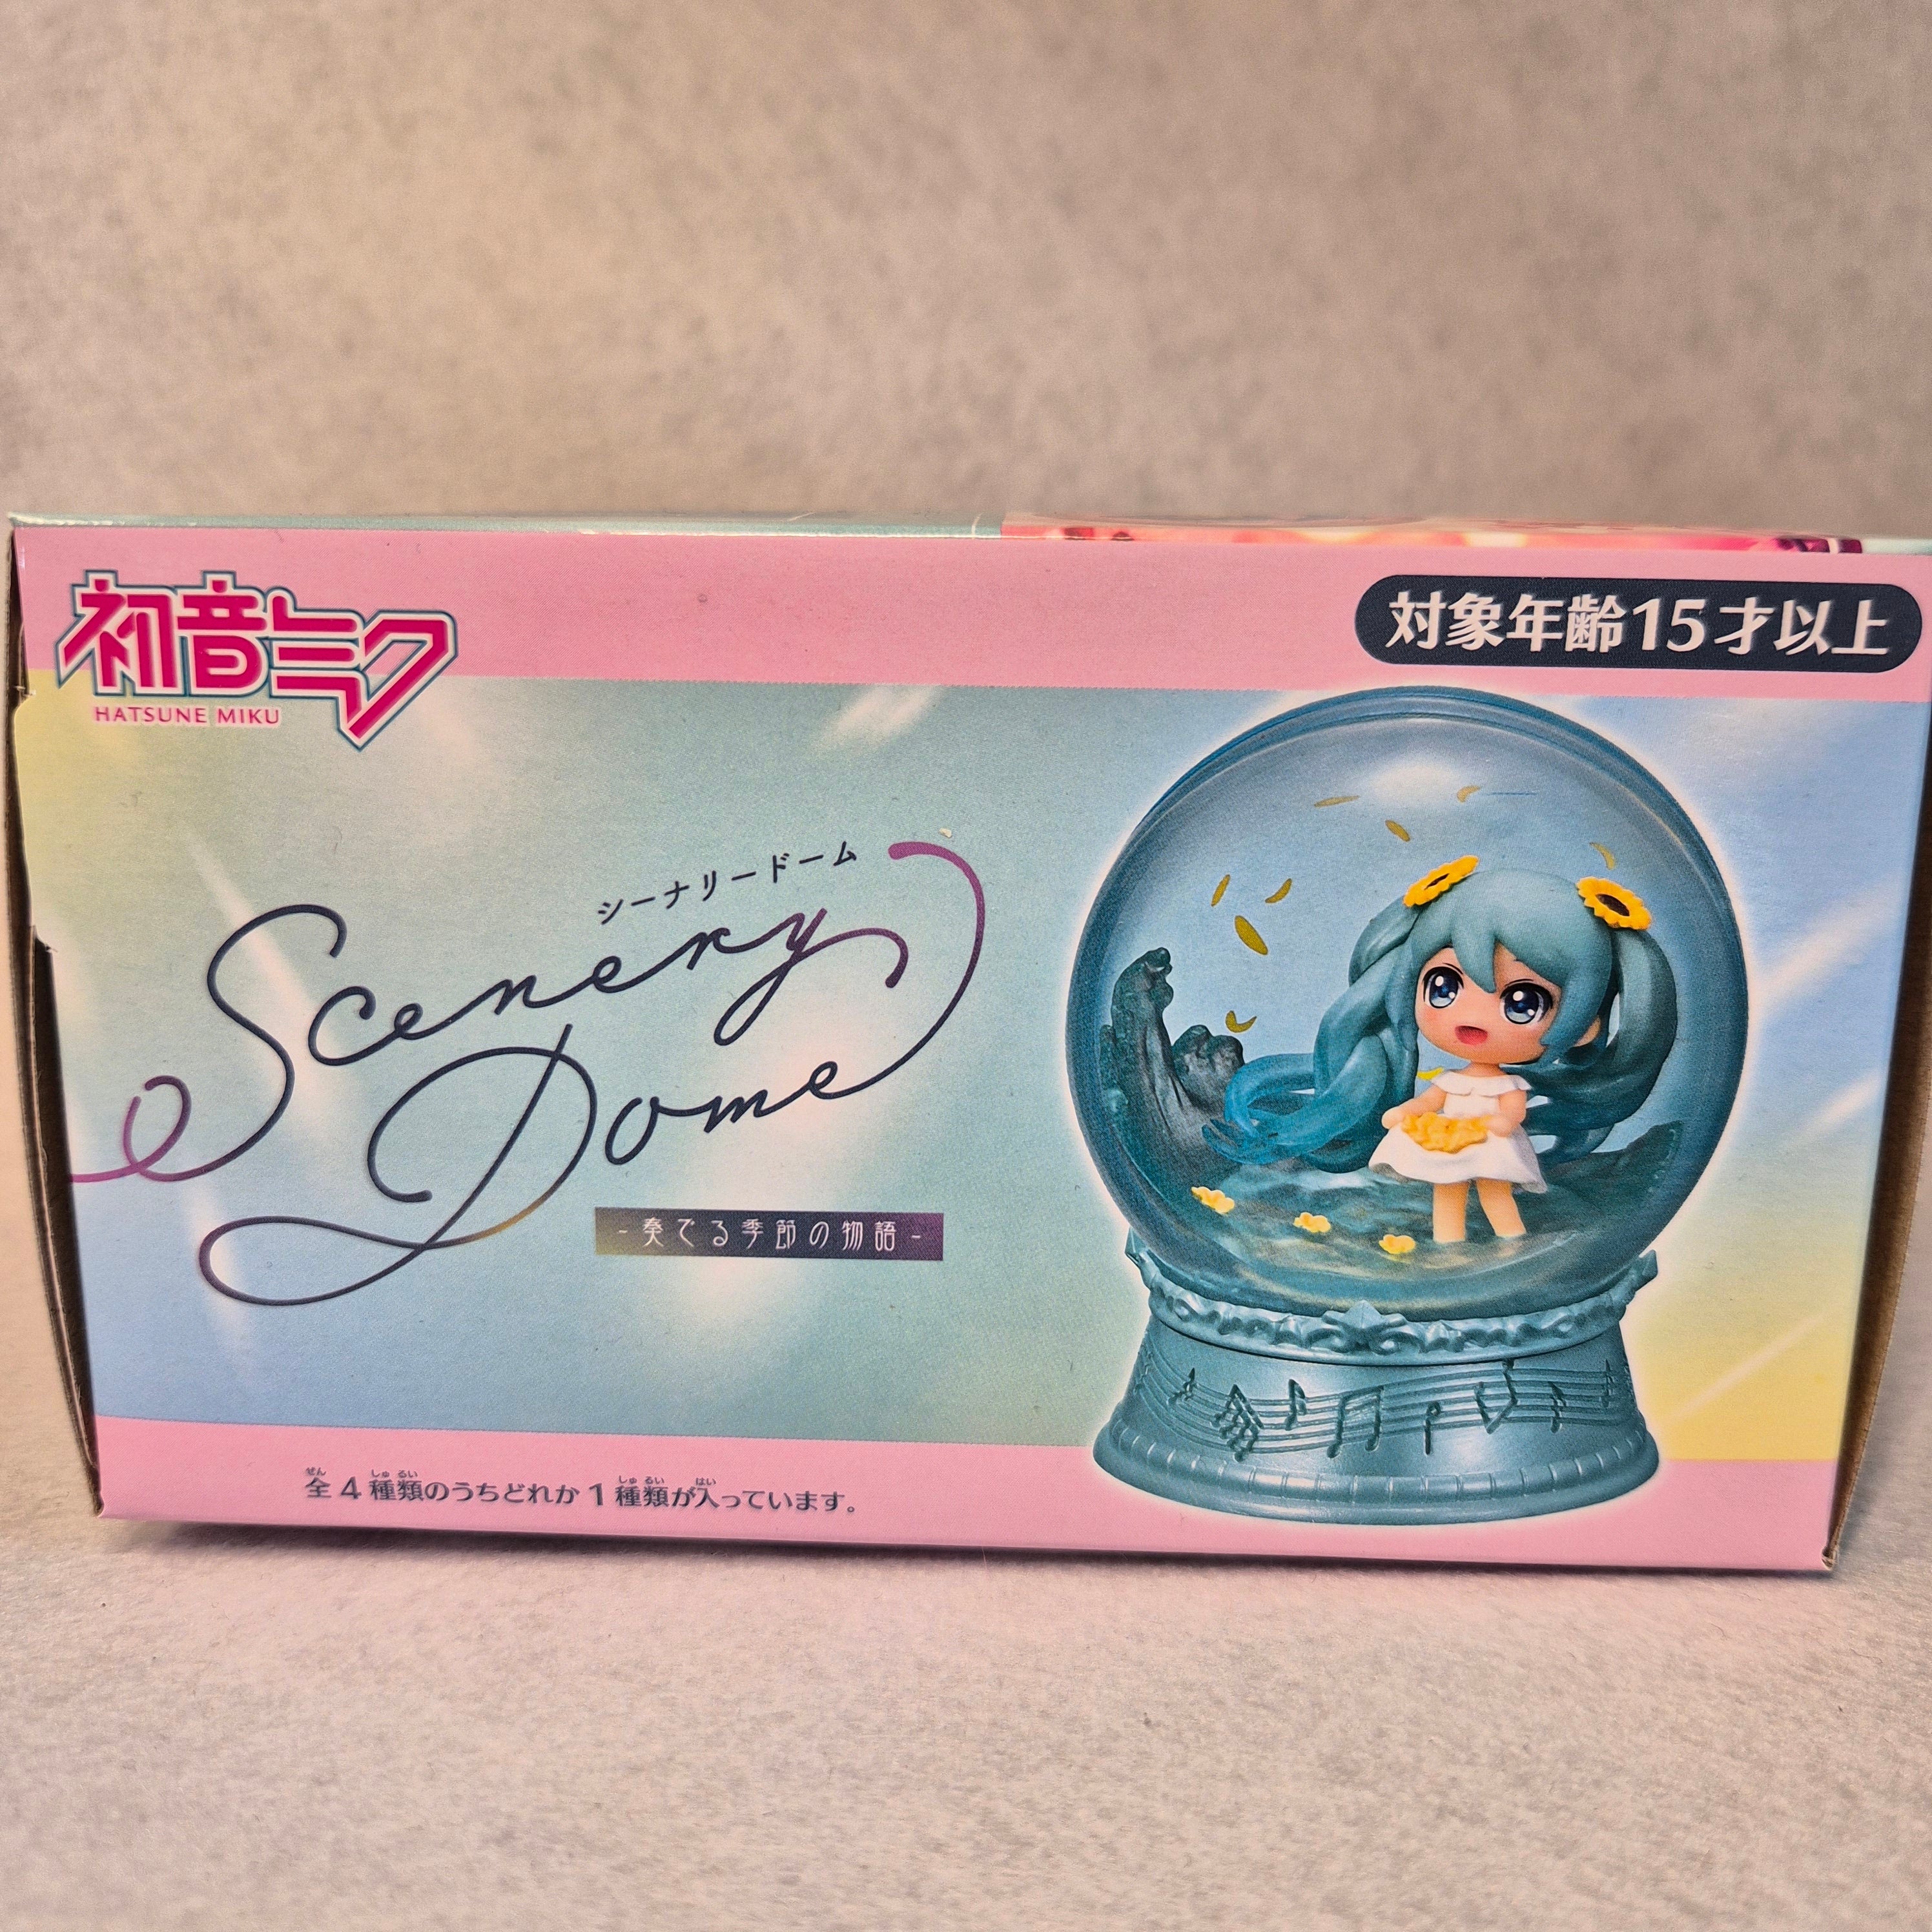 初音ミク
HATSUNE MIKU
対象年齢15才以上
シーナリードーム
Scenery
Dome
-奏でる季節の物語-
全4種類のうちどれか1種類が入っています。